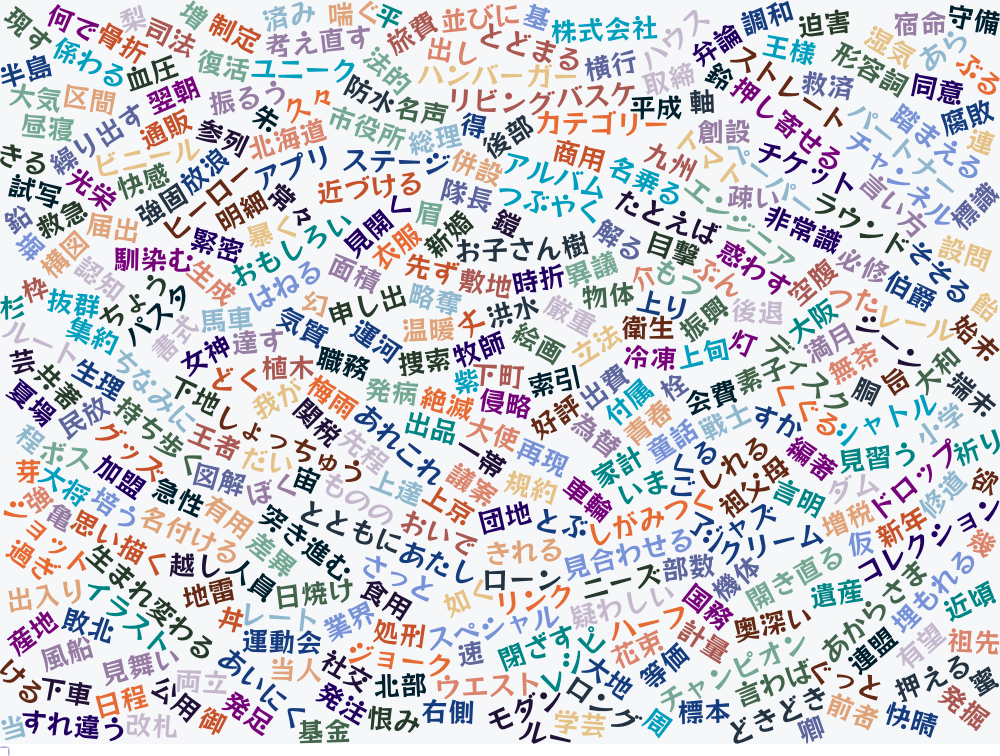 現す
何で
梨
骨折
司法
増
制定
済み
喘ぐ
平
旅費
並びに
基
株式会社
調和
迫害
宿命
守備
半島
係わる
血圧
復活
考え直す
法的
出し
とどまる
ハウス
弁論
王様
湿気
あら
ぶる
ユニーク
ハンバーガー
横行
取締
鈴
ストレート
救済
形容詞
同意
大気
区間
翌朝
振るう
久々
防水
名声
リビング
バスケ
平成
軸
押し寄せる
パートナー
踏まえる
腐敗
昼寝
繰り出す
通販
参列
朱
北海道
市役所
総理
得
後部
カテゴリー
創設
連
きる
ビニール
アプリ
ステージ
併設
商用
九州
トマト
ペーパー
チケット
チャンネル
試写
光栄
快感
強固
放浪
ヒーロー
明細
近づける
隊長
アルバム
名乗る
エンジニア
疎い
言い方
標識
鉛
救急
届出
横図
緊密
暴く
満々
おもしろい
見聞く
眉
新婚
鎧
つぶやく
たとえば
非常識
ラウンド
そそる
設問
認知
馴染む
生成
はねる
面積
衣服
先ず
敷地
お子さん
樹
時折
異議
解る
目撃
惑わす
必修
空腹
伯爵
飴
杉
枠
抜群
ちょう
パスタ
馬車
幻
申し出
略奪
丈
洪水
厳重
物体
上り
介
もつ
ぶん
振興
後退
大阪
つた
レール
始末
ルート
集約
女神
達す
気質
運河
温暖
捜索
牧師
絵画
立法
衛生
冷凍
上旬
灯
満月
シーン
芸
共著
生理
ちなみに
どく
植木
職務
発病
絶滅
紫
下町
索引
出費
付属
栓
会費
素子
ディスク
無茶
胴
旨
大和
端末
夏場
民放
持ち歩く
下地
しょっちゅう
我が
梅雨
関税
あれこれ
出品
侵略
好評
為替
青春
童話
戦士
すか
くぐる
シャトル
小学
程
ボス
グッズ
王者
だい
先程
一帯
大使
再現
家計
くる
しれる
編著
見習う
ドロップ
祈り
芽
大将
加盟
図解
ぼく
宙
ものの
上達
議案
規約
車輪
いまごく
祖父母
言明
ダム
修道
欲
強
亀
思い描く
倍う
急性
有用
名付ける
突き進む
とともに
おいで
上京
団地
とぶ
しがみつく
ジャズ
増税
仮
新年
コレクション
幾
ショット
過ぎ
生まれ変わる
越し
差異
人員
日焼け
さっと
あたし
きれる
見合わせる
アイスクリーム
出入り
イラスト
地雷
丼
レート
食用
如く
ローン
リンク
ニーズ
部数
機体
聞き直る
遺産
あからさま
埋もれる
近頃
産地
敗北
風船
見舞い
運動会
業界
処刑
スペシャル
疑わしい
ハーフ
国務
計量
奥深い
連盟
有望
祖先
ける
下車
日程
公用
両立
あいにく
当人
社交
ジョーク
速
閉ざす
花束
等価
チャンピオン
言わば
ぐっと
押える
蜜
当
すれ違う
改札
御
発足
基金
発注
恨み
北部
右側
ウエスト
モダン
ルー
学芸
ロング
大地
周
標本
どきどき
卿
前者
快晴
発掘